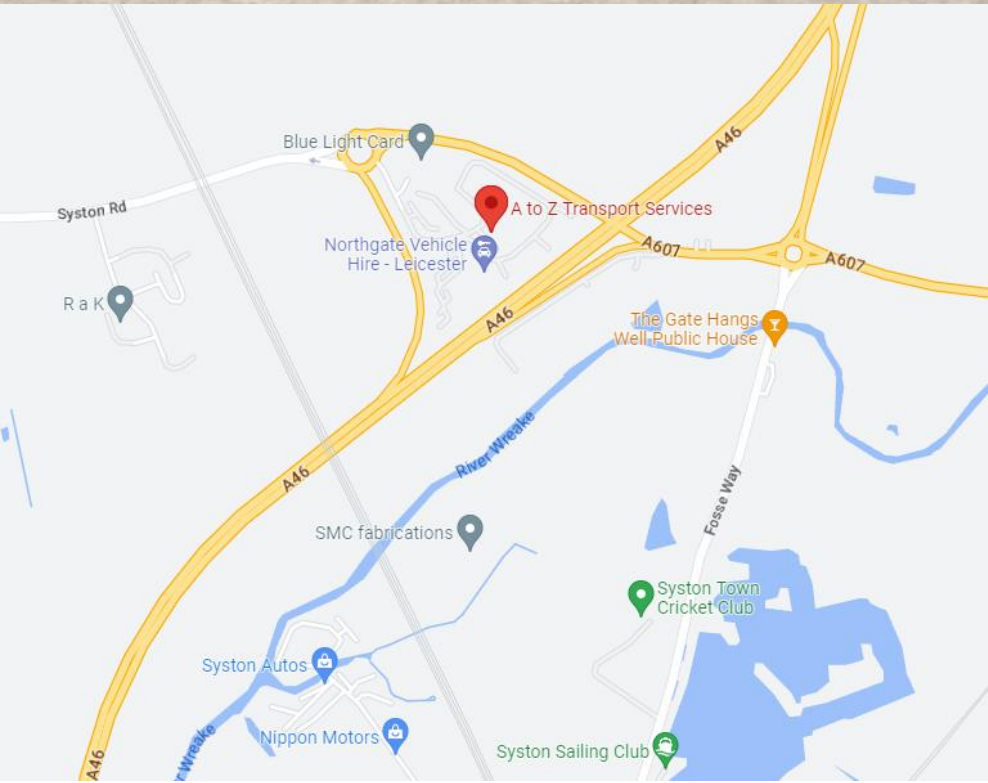 A46
Blue Light Card
Syston Rd
A to Z Transport Services
Northgate Vehicle
Hire - Leicester
A607
A607
R a K
A46
The Gate Hangs
Well Public House
River Wreake
A46
Fosse Way
SMC fabrications
Syston Town
Cricket Club
Syston Autos
Nippon Motors
Syston Sailing Club
r Wreake
A46